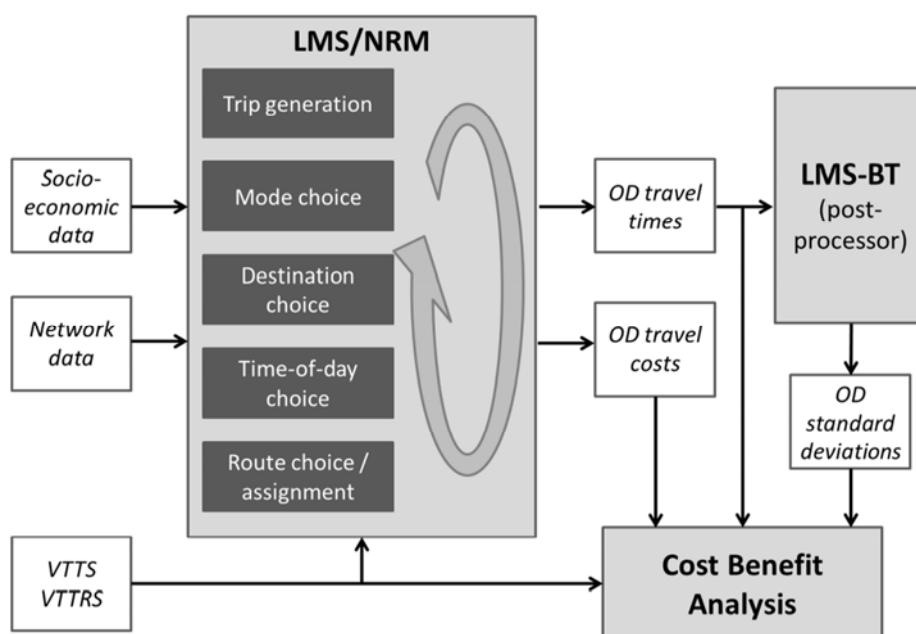 LMS/NRM
Trip generation
Mode choice
Destination
choice
Time-of-day
choice
Route choice /
assignment
Socio-
economic
data
Network
data
VTTS
VTTRS
OD travel
times
OD travel
costs
LMS-BT
(post-
processor)
OD
standard
deviations
Cost Benefit
Analysis